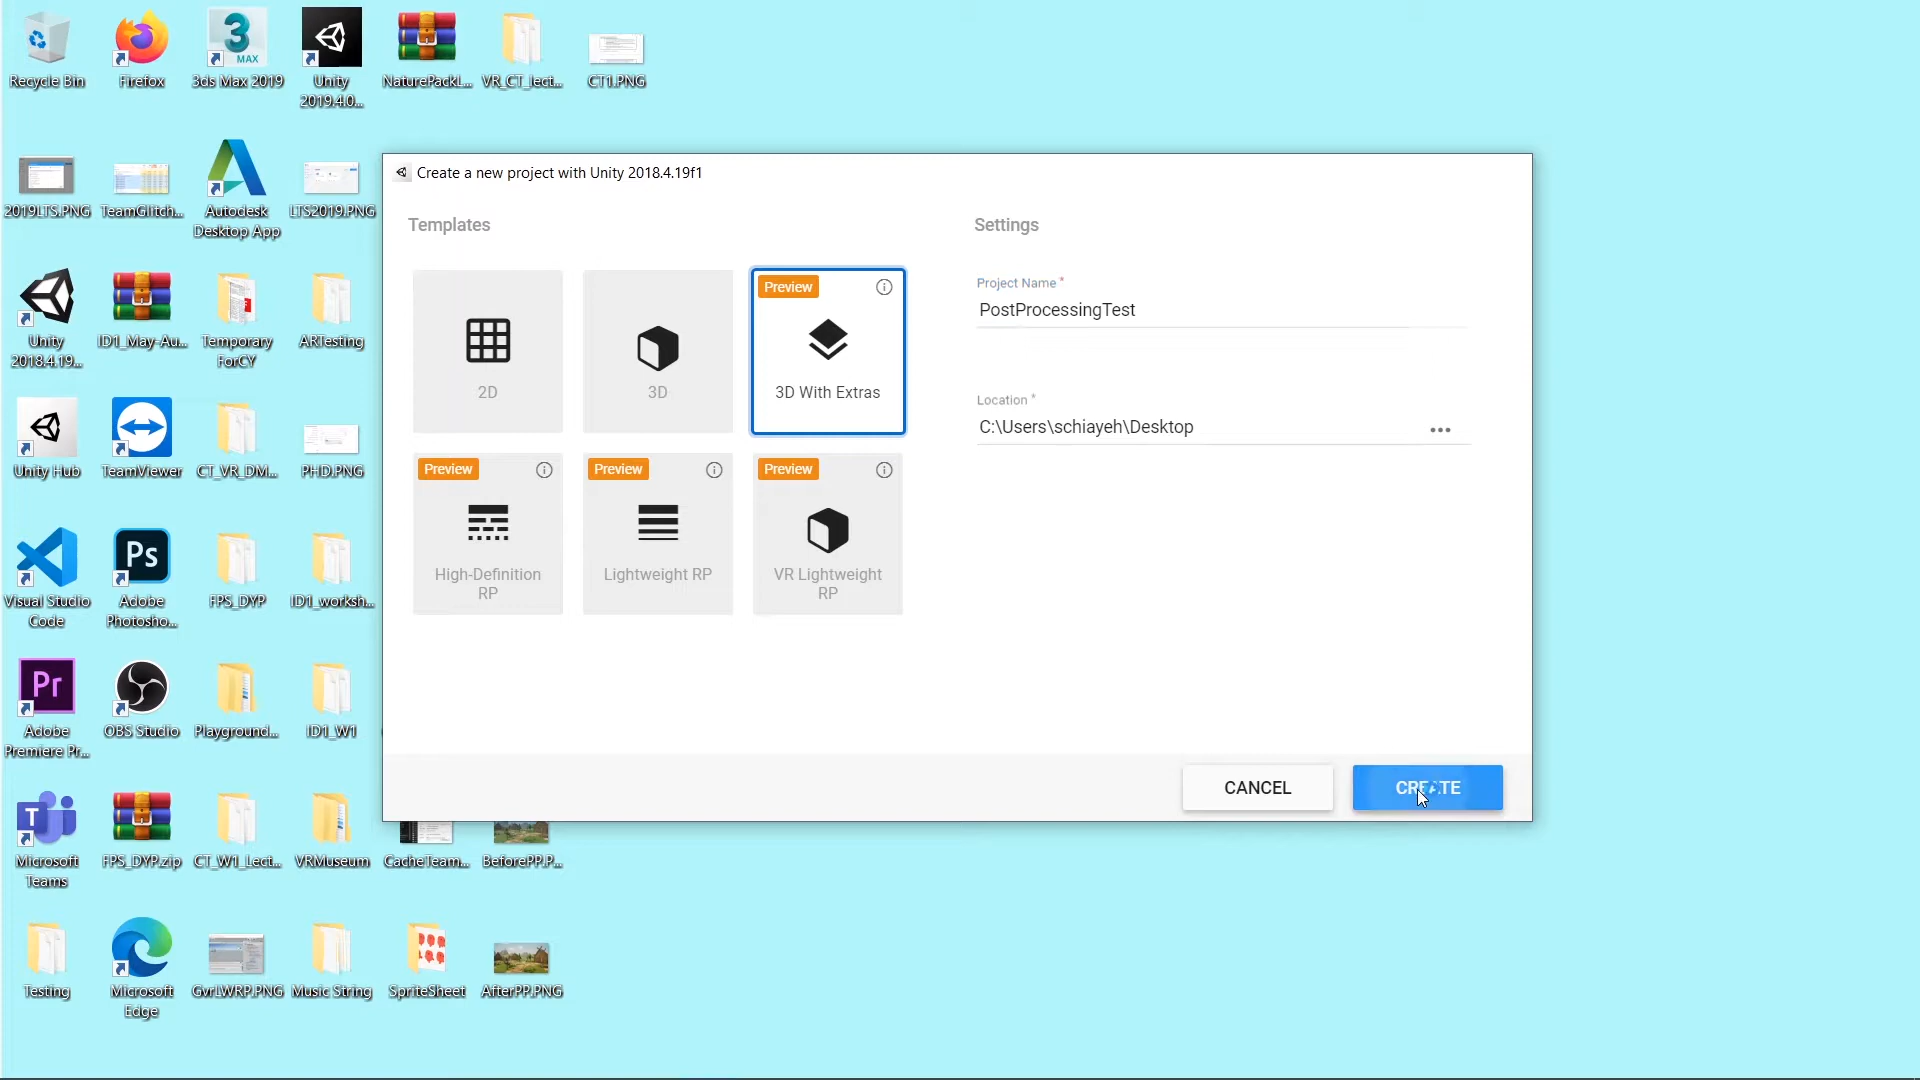 Recycle Bin
Firefox
3
MAX
3ds Max 2019
Unity
2019.4.0...
NaturePackL...
VR_CT_lect...
CT1.PNG
2019LTS.PNG
TeamGlitch...
Autodesk
Desktop App
LTS2019.PNG
Unity
2018.4.19...
ID1_May-Au...
Temporary
ForCY
ARTesting
Unity Hub
TeamViewer
CT_VR_DM...
PHD.PNG
Visual Studio
Code
Ps
Adobe
Photosho...
FPS_DYP
ID1_worksh...
Pr
Adobe
Premiere Pr...
OBS Studio
Playground...
ID1_W1
T
Microsoft
Teams
FPS_DYP.zip
CT_W1_Lect...
VRMuseum
CacheTeam...
BeforePP.P...
Testing
Microsoft
Edge
GvrLWRP.PNG
Music String
SpriteSheet
AfterPP.PNG
Create a new project with Unity 2018.4.19f1
Templates
2D
3D
Preview
3D With Extras
Preview
High-Definition
RP
Preview
Lightweight RP
Preview
VR Lightweight
RP
Settings
Project Name *
PostProcessingTest
Location *
C:\Users\schiayeh\Desktop
CANCEL
CREATE